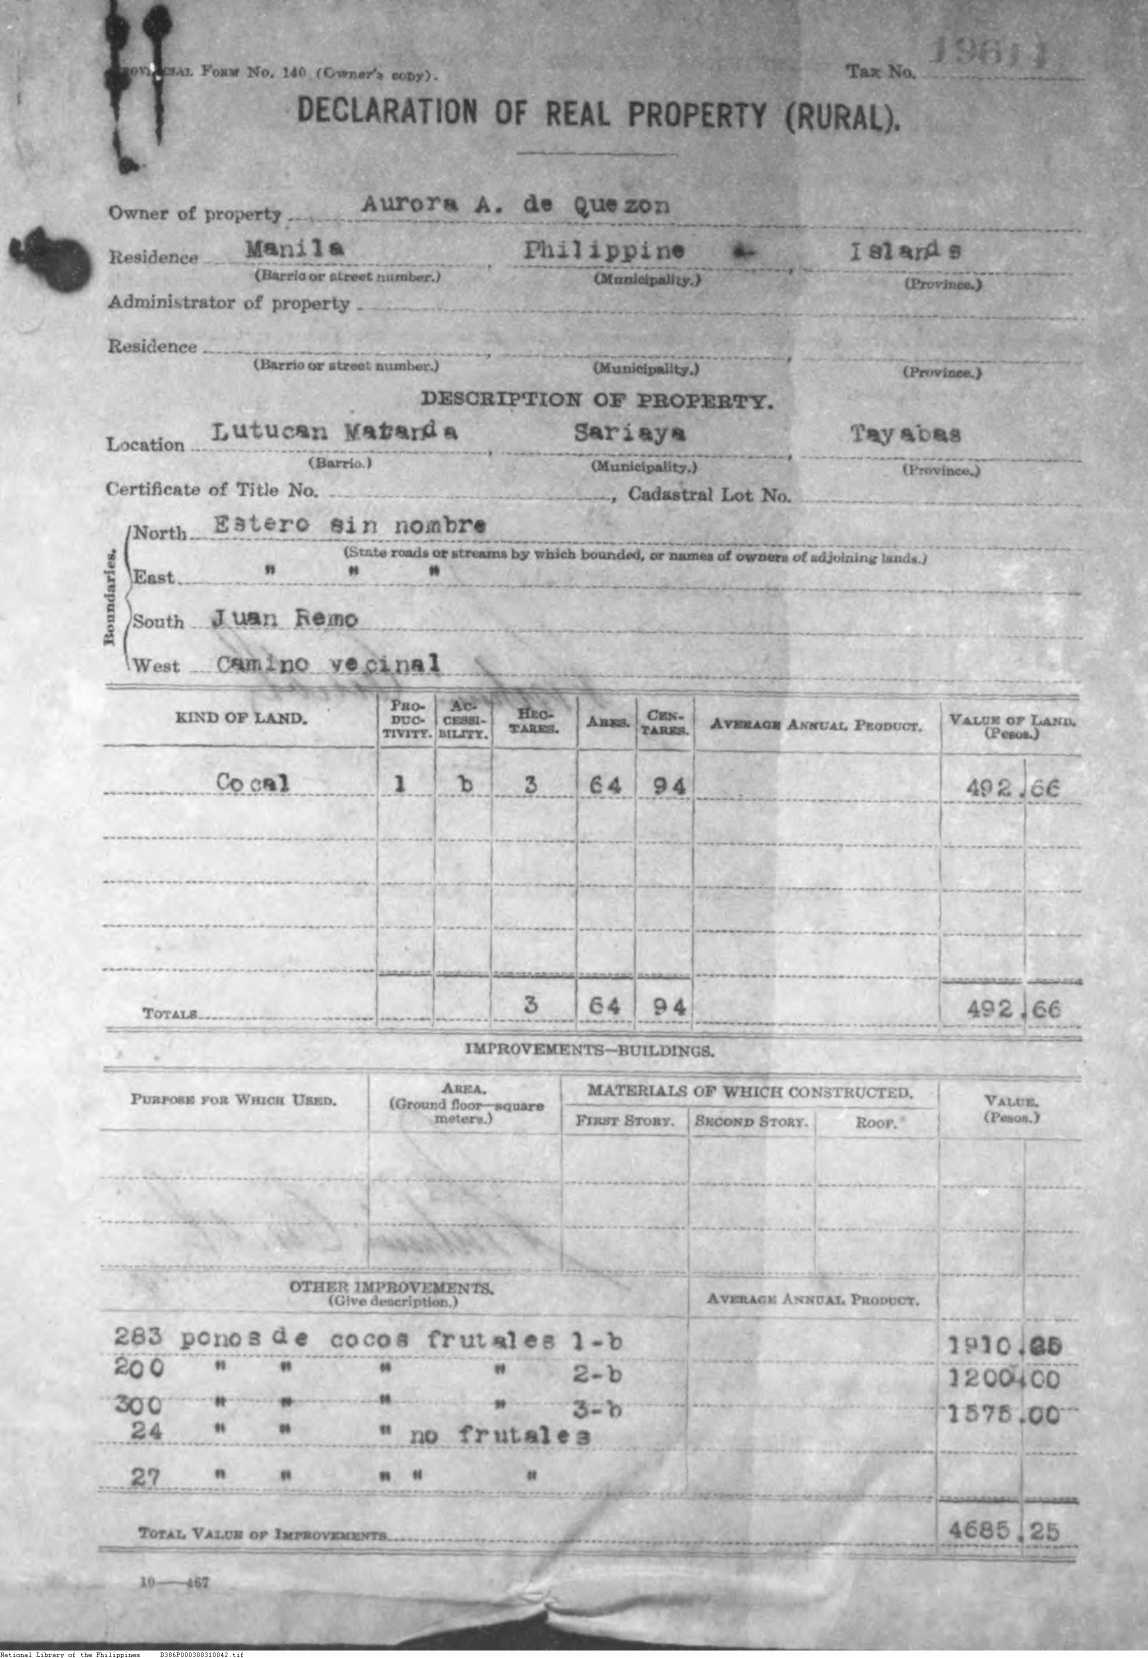 PROVINCIAL FORM No. 140 (Owner's copy).
TAX No. 19614
DECLARATION OF REAL PROPERTY (RURAL).
Owner of property Aurora A. de Quezon
Residence Manila Philippine Islands
(Barrio or street number.) (Municipality.) (Province.)
Administrator of property
Residence
(Barrio or street number.) (Municipality.) (Province.)
DESCRIPTION OF PROPERTY.
Location Lutucan Matanda Sariaya Tayabas
(Barrio.) (Municipality.) (Province.)
Certificate of Title No. , Cadastral Lot No.
Boundaries.
North Estero sin nombre
(State roads or streams by which bounded, or names of owners of adjoining lands.)
East " " "
South Juan Remo
West Camino vecinal
KIND OF LAND. PRODUCTIVITY. ACCESSIBILITY. HECTARES. ARES. CENTARES. AVERAGE ANNUAL PRODUCT. VALUE OF LAND. (Pesos.)
Cocal 1 b 3 64 94 492.66
TOTALS 3 64 94 492.66
IMPROVEMENTS—BUILDINGS.
PURPOSE FOR WHICH USED. AREA. (Ground floor—square meters.) MATERIALS OF WHICH CONSTRUCTED. VALUE. (Pesos.)
FIRST STORY. SECOND STORY. ROOF.
OTHER IMPROVEMENTS.
(Give description.)
AVERAGE ANNUAL PRODUCT.
283 ponos de cocos frutales 1-b 1910.25
200 " " " " 2-b 1200.00
300 " " " " 3-b 1575.00
24 " " " no frutales
27 " " " " "
TOTAL VALUE OF IMPROVEMENTS 4685.25
10—467
National Library of the Philippines B386P000380310042.tif